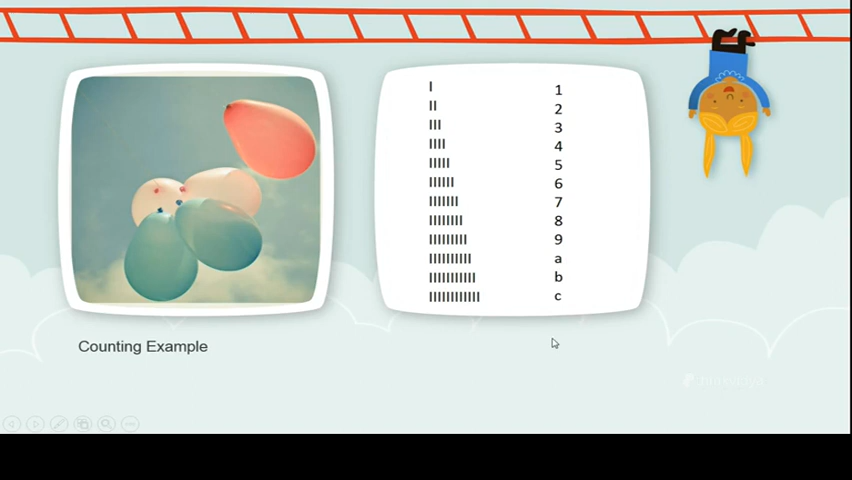 I 1
II 2
III 3
IIII 4
IIIII 5
IIIIII 6
IIIIIII 7
IIIIIIII 8
IIIIIIIII 9
IIIIIIIIII a
IIIIIIIIIII b
IIIIIIIIIIII c
Counting Example